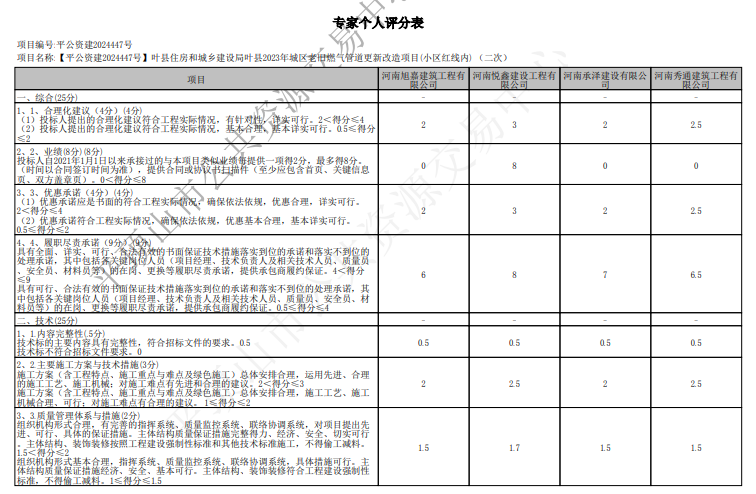 专家个人评分表
项目编号:平公资建2024447号
项目名称:【平公资建2024447号】叶县住房和城乡建设局叶县2023年城区老旧燃气管道更新改造项目(小区红线内)(二次)
项目 河南旭嘉建筑工程有限公司 河南悦鑫建设工程有限公司 河南承泽建设有限公司 河南秀通建筑工程有限公司
一、综合(25分) - - - -
1、1、合理化建议(4分)(4分)
(1)投标人提出的合理化建议符合工程实际情况,有针对性,详实可行。2<得分≤4
(2)投标人提出的合理化建议符合工程实际情况,基本合理,基本详实可行。0.5≤得分
≤2
2 3 2 2.5
2、2、业绩(8分)(8分)
投标人自2021年1月1日以来承接过的与本项目类似业绩每提供一项得2分,最多得8分。
(时间以合同签订时间为准),提供合同或协议书扫描件(至少应包含首页、关键信息
页、双方盖章页)。0<得分≤8
0 8 0 0
3、3、优惠承诺(4分)(4分)
(1)优惠承诺应是书面的符合工程实际情况,确保依法依规,优惠合理,详实可行。
2<得分≤4
(2)优惠承诺符合工程实际情况,确保依法依规,优惠基本合理,基本详实可行。
0.5≤得分≤2
2 3 2 2.5
4、4、履职尽责承诺(9分)(9分)
具有全面、详实、可行、合法有效的书面保证技术措施落实到位的承诺和落实不到位的
处理承诺,其中包括各关键岗位人员(项目经理、技术负责人及相关技术人员、质量员
、安全员、材料员等)的在岗、更换等履职尽责承诺,提供承包商履约保证。4<得分
≤9
具有可行、合法有效的书面保证技术措施落实到位的承诺和落实不到位的处理承诺,其
中包括各关键岗位人员(项目经理、技术负责人及相关技术人员、质量员、安全员、材
料员等)的在岗、更换等履职尽责承诺,提供承包商履约保证。0.5≤得分≤4
6 8 7 6.5
二、技术(25分) - - - -
1、1.内容完整性(.5分)
技术标的主要内容具有完整性,符合招标文件的要求。0.5
技术标不符合招标文件要求。0
0.5 0.5 0.5 0.5
2、2.主要施工方案与技术措施(3分)
施工方案(含工程特点、施工重点与难点及绿色施工)总体安排合理,运用先进、合理
的施工工艺、施工机械;对施工难点有先进和合理的建议。2<得分≤3
施工方案(含工程特点、施工重点与难点及绿色施工)总体安排合理,施工工艺、施工
机械合理、可行;对施工难点有合理的建议。 1≤得分≤2
2 2.5 2 2.5
3、3.质量管理体系与措施(2分)
组织机构形式合理,有完善的指挥系统、质量监控系统、联络协调系统,对项目提出先
进、可行、具体的保证措施。主体结构质量保证措施完整得力、经济、安全、切实可行
。主体结构、装饰装修按照工程建设强制性标准和其他技术标准施工,不得偷工减料。
1.5<得分≤2
组织机构形式基本合理,指挥系统、质量监控系统、联络协调系统,具体措施可行。主
体结构质量保证措施经济、安全、基本可行。主体结构、装饰装修符合工程建设强制性
标准,不得偷工减料。1≤得分≤1.5
1.5 1.7 1.5 1.5
平顶山市公共资源交易中心